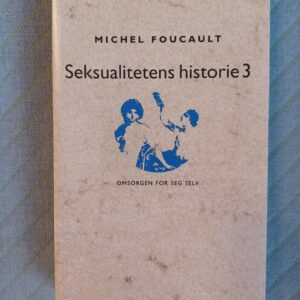 MICHEL FOUCAULT
Seksualitetens historie 3
OMSORGEN FOR SEG SELV